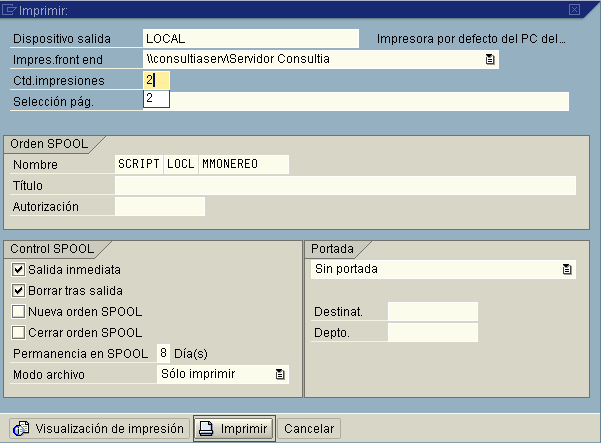 Imprimir:
Dispositivo salida LOCAL Impresora por defecto del PC del...
Impres.front end \\consultiaserv\Servidor Consultia
Ctd.impresiones 2
2
Selección pág.
Orden SPOOL
Nombre SCRIPT LOCL MMONEREO
Título
Autorización
Control SPOOL
Salida inmediata
Borrar tras salida
Nueva orden SPOOL
Cerrar orden SPOOL
Permanencia en SPOOL 8 Día(s)
Modo archivo Sólo imprimir
Portada
Sin portada
Destinat.
Depto.
Visualización de impresión Imprimir Cancelar